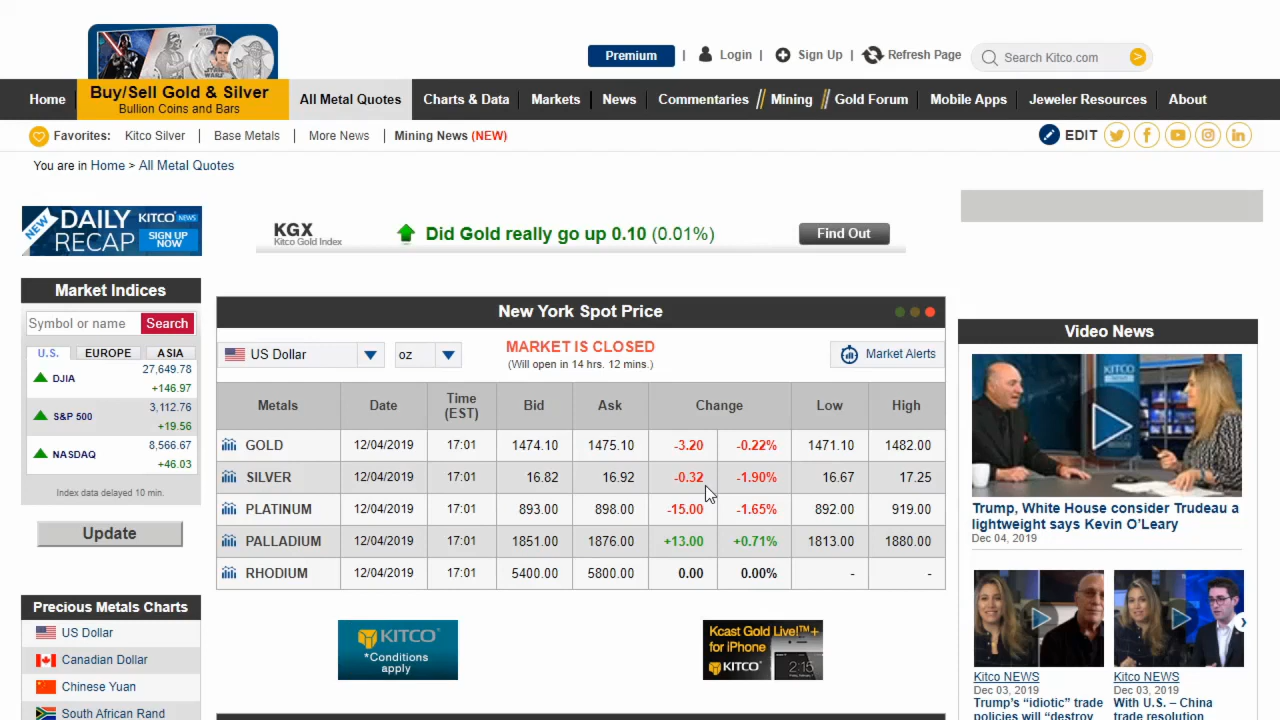 Premium | Login | Sign Up | Refresh Page Search Kitco.com >
Home Buy/Sell Gold & Silver All Metal Quotes Charts & Data Markets News Commentaries // Mining // Gold Forum Mobile Apps Jeweler Resources About
Bullion Coins and Bars
Favorites: Kitco Silver | Base Metals | More News | Mining News (NEW) EDIT
You are in Home > All Metal Quotes
NEW DAILY KITCO NEWS
RECAP SIGN UP NOW
KGX
Kitco Gold Index
Did Gold really go up 0.10 (0.01%)
Find Out
Market Indices
Symbol or name Search
U.S. EUROPE ASIA
DJIA 27,649.78
+146.97
S&P 500 3,112.76
+19.56
NASDAQ 8,566.67
+46.03
Index data delayed 10 min.
Update
Precious Metals Charts
US Dollar
Canadian Dollar
Chinese Yuan
South African Rand
New York Spot Price
US Dollar oz MARKET IS CLOSED Market Alerts
(Will open in 14 hrs. 12 mins.)
Metals Date Time (EST) Bid Ask Change Low High
GOLD 12/04/2019 17:01 1474.10 1475.10 -3.20 -0.22% 1471.10 1482.00
SILVER 12/04/2019 17:01 16.82 16.92 -0.32 -1.90% 16.67 17.25
PLATINUM 12/04/2019 17:01 893.00 898.00 -15.00 -1.65% 892.00 919.00
PALLADIUM 12/04/2019 17:01 1851.00 1876.00 +13.00 +0.71% 1813.00 1880.00
RHODIUM 12/04/2019 17:01 5400.00 5800.00 0.00 0.00% - -
KITCO
*Conditions
apply
Kcast Gold Live!™+
for iPhone
KITCO 2:15
Video News
Trump, White House consider Trudeau a
lightweight says Kevin O’Leary
Dec 04, 2019
Kitco NEWS
Dec 03, 2019
Trump’s “idiotic” trade
policies will “destroy
Kitco NEWS
Dec 03, 2019
With U.S. – China
trade resolution